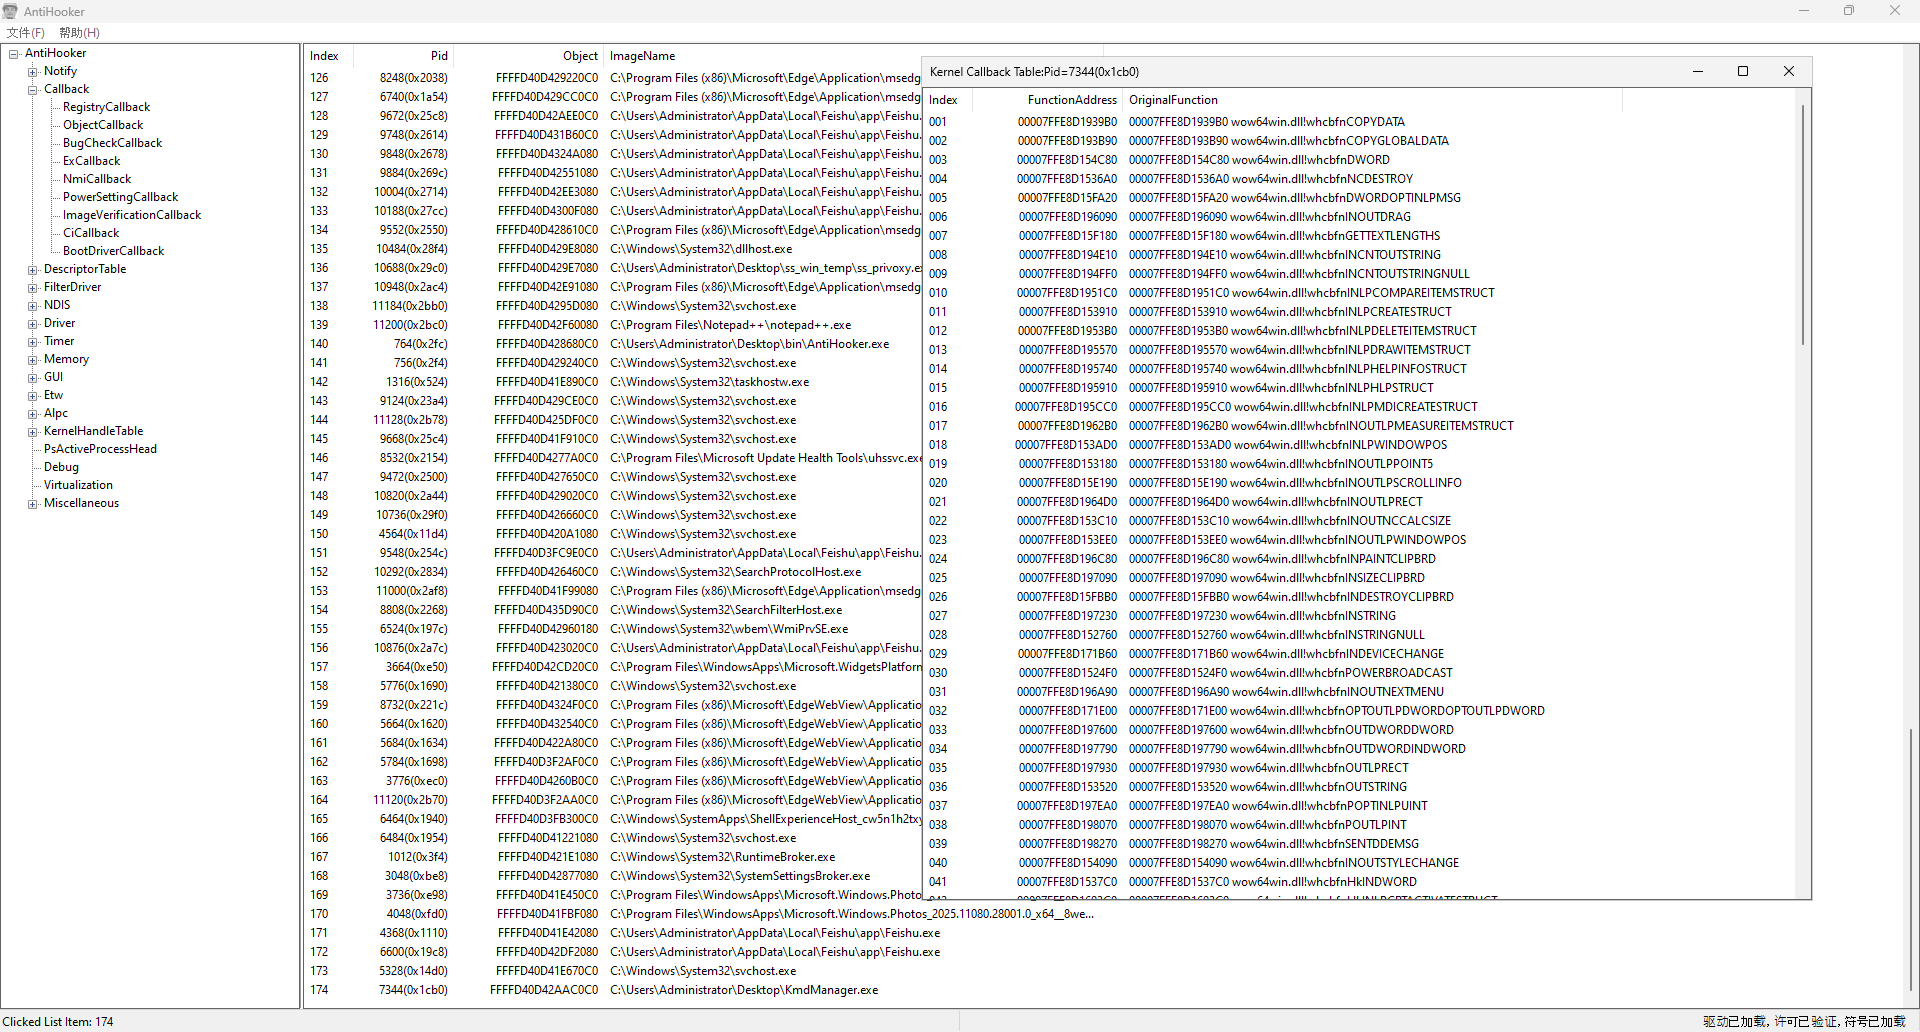 AntiHooker
文件(F) 帮助(H)
AntiHooker
Notify
Callback
RegistryCallback
ObjectCallback
BugCheckCallback
ExCallback
NmiCallback
PowerSettingCallback
ImageVerificationCallback
CiCallback
BootDriverCallback
DescriptorTable
FilterDriver
NDIS
Driver
Timer
Memory
GUI
Etw
Alpc
KernelHandleTable
PsActiveProcessHead
Debug
Virtualization
Miscellaneous
Index Pid Object ImageName
126 8248(0x2038) FFFFD40D429220C0 C:\Program Files (x86)\Microsoft\Edge\Application\msedg
127 6740(0x1a54) FFFFD40D429CC0C0 C:\Program Files (x86)\Microsoft\Edge\Application\msedg
128 9672(0x25c8) FFFFD40D42AEE0C0 C:\Users\Administrator\AppData\Local\Feishu\app\Feishu.
129 9748(0x2614) FFFFD40D431B60C0 C:\Users\Administrator\AppData\Local\Feishu\app\Feishu.
130 9848(0x2678) FFFFD40D4324A080 C:\Users\Administrator\AppData\Local\Feishu\app\Feishu.
131 9884(0x269c) FFFFD40D42551080 C:\Users\Administrator\AppData\Local\Feishu\app\Feishu.
132 10004(0x2714) FFFFD40D42EE3080 C:\Users\Administrator\AppData\Local\Feishu\app\Feishu.
133 10188(0x27cc) FFFFD40D4300F080 C:\Users\Administrator\AppData\Local\Feishu\app\Feishu.
134 9552(0x2550) FFFFD40D428610C0 C:\Program Files (x86)\Microsoft\Edge\Application\msedg
135 10484(0x28f4) FFFFD40D429E8080 C:\Windows\System32\dllhost.exe
136 10688(0x29c0) FFFFD40D429E7080 C:\Users\Administrator\Desktop\ss_win_temp\ss_privoxy.ex
137 10948(0x2ac4) FFFFD40D42E91080 C:\Program Files (x86)\Microsoft\Edge\Application\msedg
138 11184(0x2bb0) FFFFD40D4295D080 C:\Windows\System32\svchost.exe
139 11200(0x2bc0) FFFFD40D42F60080 C:\Program Files\Notepad++\notepad++.exe
140 764(0x2fc) FFFFD40D428680C0 C:\Users\Administrator\Desktop\bin\AntiHooker.exe
141 756(0x2f4) FFFFD40D429240C0 C:\Windows\System32\svchost.exe
142 1316(0x524) FFFFD40D41E890C0 C:\Windows\System32\taskhostw.exe
143 9124(0x23a4) FFFFD40D429CE0C0 C:\Windows\System32\svchost.exe
144 11128(0x2b78) FFFFD40D425DF0C0 C:\Windows\System32\svchost.exe
145 9668(0x25c4) FFFFD40D41F910C0 C:\Windows\System32\svchost.exe
146 8532(0x2154) FFFFD40D4277A0C0 C:\Program Files\Microsoft Update Health Tools\uhssvc.exe
147 9472(0x2500) FFFFD40D427650C0 C:\Windows\System32\svchost.exe
148 10820(0x2a44) FFFFD40D429020C0 C:\Windows\System32\svchost.exe
149 10736(0x29f0) FFFFD40D426660C0 C:\Windows\System32\svchost.exe
150 4564(0x11d4) FFFFD40D420A1080 C:\Windows\System32\svchost.exe
151 9548(0x254c) FFFFD40D3FC9E0C0 C:\Users\Administrator\AppData\Local\Feishu\app\Feishu.
152 10292(0x2834) FFFFD40D426460C0 C:\Windows\System32\SearchProtocolHost.exe
153 11000(0x2af8) FFFFD40D41F99080 C:\Program Files (x86)\Microsoft\Edge\Application\msedg
154 8808(0x2268) FFFFD40D435D90C0 C:\Windows\System32\SearchFilterHost.exe
155 6524(0x197c) FFFFD40D42960180 C:\Windows\System32\wbem\WmiPrvSE.exe
156 10876(0x2a7c) FFFFD40D423020C0 C:\Users\Administrator\AppData\Local\Feishu\app\Feishu.
157 3664(0xe50) FFFFD40D42CD20C0 C:\Program Files\WindowsApps\Microsoft.WidgetsPlatforn
158 5776(0x1690) FFFFD40D421380C0 C:\Windows\System32\svchost.exe
159 8732(0x221c) FFFFD40D4324F0C0 C:\Program Files (x86)\Microsoft\EdgeWebView\Applicatio
160 5664(0x1620) FFFFD40D432540C0 C:\Program Files (x86)\Microsoft\EdgeWebView\Applicatio
161 5684(0x1634) FFFFD40D422A80C0 C:\Program Files (x86)\Microsoft\EdgeWebView\Applicatio
162 5784(0x1698) FFFFD40D3F2AF0C0 C:\Program Files (x86)\Microsoft\EdgeWebView\Applicatio
163 3776(0xec0) FFFFD40D4260B0C0 C:\Program Files (x86)\Microsoft\EdgeWebView\Applicatio
164 11120(0x2b70) FFFFD40D3F2AA0C0 C:\Program Files (x86)\Microsoft\EdgeWebView\Applicatio
165 6464(0x1940) FFFFD40D3FB300C0 C:\Windows\SystemApps\ShellExperienceHost_cw5n1h2txy
166 6484(0x1954) FFFFD40D41221080 C:\Windows\System32\svchost.exe
167 1012(0x3f4) FFFFD40D421E1080 C:\Windows\System32\RuntimeBroker.exe
168 3048(0xbe8) FFFFD40D42877080 C:\Windows\System32\SystemSettingsBroker.exe
169 3736(0xe98) FFFFD40D41E450C0 C:\Program Files\WindowsApps\Microsoft.Windows.Photo
170 4048(0xfd0) FFFFD40D41FBF080 C:\Program Files\WindowsApps\Microsoft.Windows.Photos_2025.11080.28001.0_x64__8we...
171 4368(0x1110) FFFFD40D41E42080 C:\Users\Administrator\AppData\Local\Feishu\app\Feishu.exe
172 6600(0x19c8) FFFFD40D42DF2080 C:\Users\Administrator\AppData\Local\Feishu\app\Feishu.exe
173 5328(0x14d0) FFFFD40D41E670C0 C:\Windows\System32\svchost.exe
174 7344(0x1cb0) FFFFD40D42AAC0C0 C:\Users\Administrator\Desktop\KmdManager.exe
Kernel Callback Table:Pid=7344(0x1cb0)
Index FunctionAddress OriginalFunction
001 00007FFE8D1939B0 00007FFE8D1939B0 wow64win.dll!whcbfnCOPYDATA
002 00007FFE8D193B90 00007FFE8D193B90 wow64win.dll!whcbfnCOPYGLOBALDATA
003 00007FFE8D154C80 00007FFE8D154C80 wow64win.dll!whcbfnDWORD
004 00007FFE8D1536A0 00007FFE8D1536A0 wow64win.dll!whcbfnNCDESTROY
005 00007FFE8D15FA20 00007FFE8D15FA20 wow64win.dll!whcbfnDWORDOPTINLPMSG
006 00007FFE8D196090 00007FFE8D196090 wow64win.dll!whcbfnINOUTDRAG
007 00007FFE8D15F180 00007FFE8D15F180 wow64win.dll!whcbfnGETTEXTLENGTHS
008 00007FFE8D194E10 00007FFE8D194E10 wow64win.dll!whcbfnINCNTOUTSTRING
009 00007FFE8D194FF0 00007FFE8D194FF0 wow64win.dll!whcbfnINCNTOUTSTRINGNULL
010 00007FFE8D1951C0 00007FFE8D1951C0 wow64win.dll!whcbfnINLPCOMPAREITEMSTRUCT
011 00007FFE8D153910 00007FFE8D153910 wow64win.dll!whcbfnINLPCREATESTRUCT
012 00007FFE8D1953B0 00007FFE8D1953B0 wow64win.dll!whcbfnINLPDELETEITEMSTRUCT
013 00007FFE8D195570 00007FFE8D195570 wow64win.dll!whcbfnINLPDRAWITEMSTRUCT
014 00007FFE8D195740 00007FFE8D195740 wow64win.dll!whcbfnINLPHELPINFOSTRUCT
015 00007FFE8D195910 00007FFE8D195910 wow64win.dll!whcbfnINLPHLPSTRUCT
016 00007FFE8D195CC0 00007FFE8D195CC0 wow64win.dll!whcbfnINLPMDICREATESTRUCT
017 00007FFE8D1962B0 00007FFE8D1962B0 wow64win.dll!whcbfnINOUTLPMEASUREITEMSTRUCT
018 00007FFE8D153AD0 00007FFE8D153AD0 wow64win.dll!whcbfnINLPWINDOWPOS
019 00007FFE8D153180 00007FFE8D153180 wow64win.dll!whcbfnINOUTLPPOINT5
020 00007FFE8D15E190 00007FFE8D15E190 wow64win.dll!whcbfnINOUTLPSCROLLINFO
021 00007FFE8D1964D0 00007FFE8D1964D0 wow64win.dll!whcbfnINOUTLPRECT
022 00007FFE8D153C10 00007FFE8D153C10 wow64win.dll!whcbfnINOUTNCCALCSIZE
023 00007FFE8D153EE0 00007FFE8D153EE0 wow64win.dll!whcbfnINOUTLPWINDOWPOS
024 00007FFE8D196C80 00007FFE8D196C80 wow64win.dll!whcbfnINPAINTCLIPBRD
025 00007FFE8D197090 00007FFE8D197090 wow64win.dll!whcbfnINSIZECLIPBRD
026 00007FFE8D15FBB0 00007FFE8D15FBB0 wow64win.dll!whcbfnINDESTROYCLIPBRD
027 00007FFE8D197230 00007FFE8D197230 wow64win.dll!whcbfnINSTRING
028 00007FFE8D152760 00007FFE8D152760 wow64win.dll!whcbfnINSTRINGNULL
029 00007FFE8D171B60 00007FFE8D171B60 wow64win.dll!whcbfnINDEVICECHANGE
030 00007FFE8D1524F0 00007FFE8D1524F0 wow64win.dll!whcbfnPOWERBROADCAST
031 00007FFE8D196A90 00007FFE8D196A90 wow64win.dll!whcbfnINOUTNEXTMENU
032 00007FFE8D171E00 00007FFE8D171E00 wow64win.dll!whcbfnOPTOUTLPDWORDOPTOUTLPDWORD
033 00007FFE8D197600 00007FFE8D197600 wow64win.dll!whcbfnOUTDWORDDWORD
034 00007FFE8D197790 00007FFE8D197790 wow64win.dll!whcbfnOUTDWORDINDWORD
035 00007FFE8D197930 00007FFE8D197930 wow64win.dll!whcbfnOUTLPRECT
036 00007FFE8D153520 00007FFE8D153520 wow64win.dll!whcbfnOUTSTRING
037 00007FFE8D197EA0 00007FFE8D197EA0 wow64win.dll!whcbfnPOPTINLPUINT
038 00007FFE8D198070 00007FFE8D198070 wow64win.dll!whcbfnPOUTLPINT
039 00007FFE8D198270 00007FFE8D198270 wow64win.dll!whcbfnSENTDDEMSG
040 00007FFE8D154090 00007FFE8D154090 wow64win.dll!whcbfnINOUTSTYLECHANGE
041 00007FFE8D1537C0 00007FFE8D1537C0 wow64win.dll!whcbfnHkINDWORD
Clicked List Item: 174
驱动已加载, 许可已验证, 符号已加载